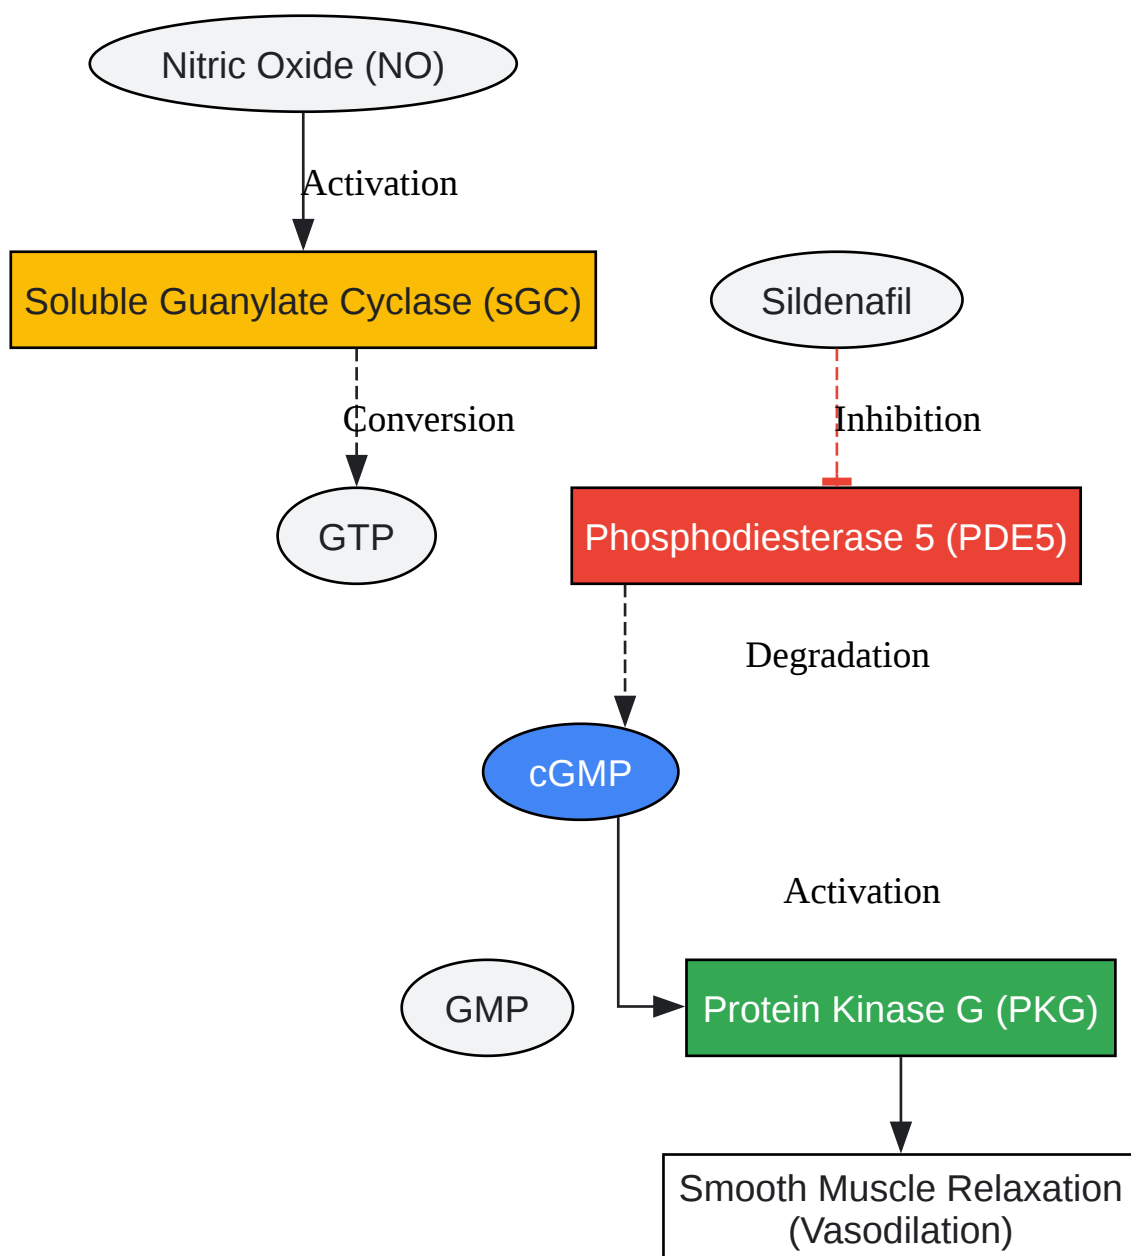 Nitric Oxide (NO)
Activation
Soluble Guanylate Cyclase (sGC)
Sildenafil
Conversion
Inhibition
GTP
Phosphodiesterase 5 (PDE5)
Degradation
cGMP
Activation
GMP
Protein Kinase G (PKG)
Smooth Muscle Relaxation
(Vasodilation)